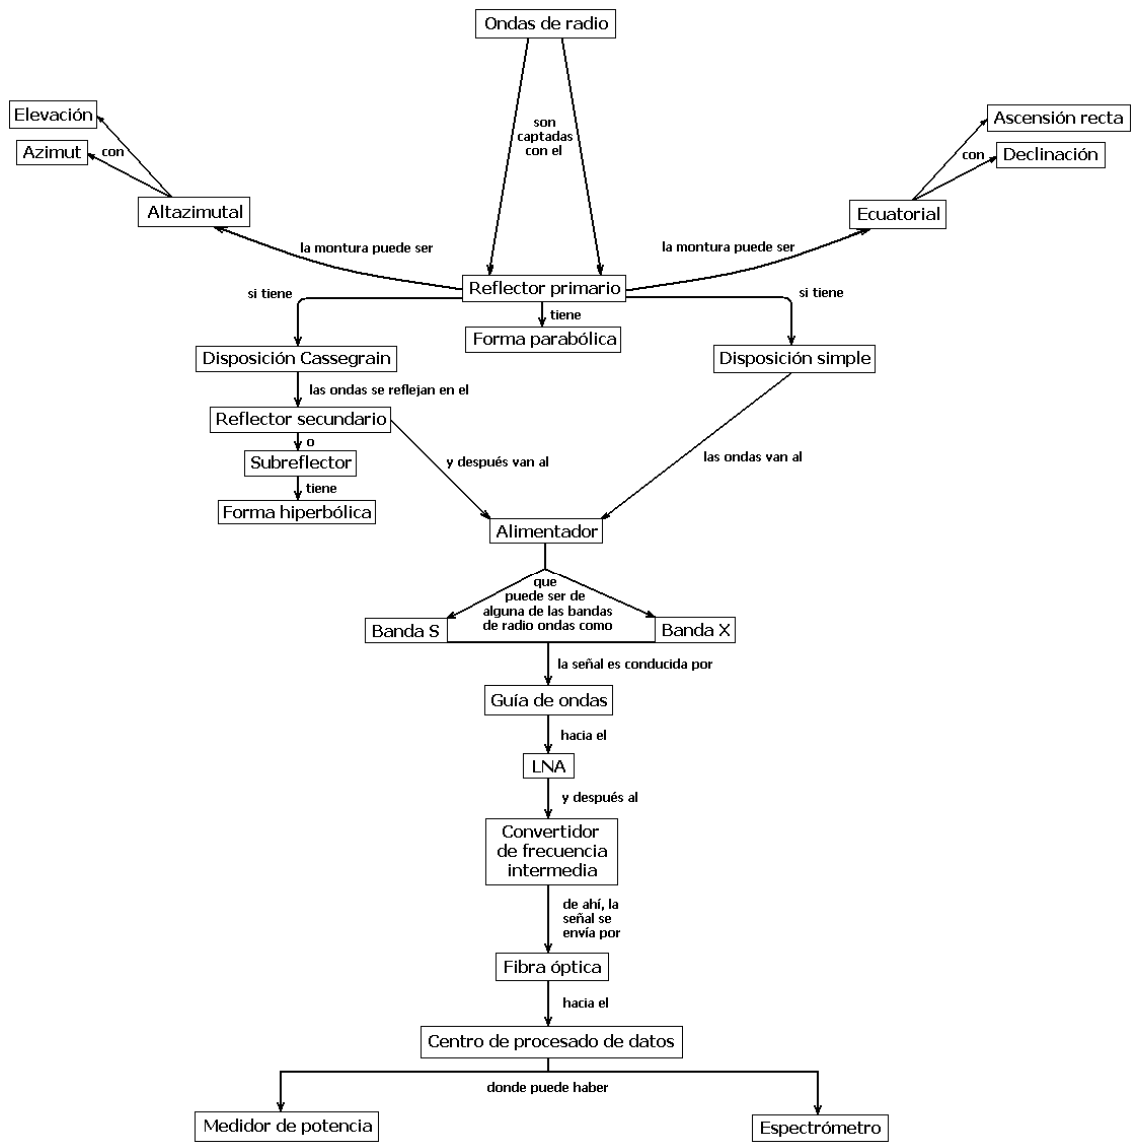 Ondas de radio
son
captadas
con el
Elevación
Azimut
con
Altazimutal
Ascensión recta
Declinación
con
Ecuatorial
la montura puede ser
la montura puede ser
Reflector primario
si tiene
tiene
si tiene
Forma parabólica
Disposición Cassegrain
Disposición simple
las ondas se reflejan en el
Reflector secundario
o
Subreflector
tiene
Forma hiperbólica
y después van al
las ondas van al
Alimentador
que
puede ser de
alguna de las bandas
de radio ondas como
Banda S
Banda X
la señal es conducida por
Guía de ondas
hacia el
LNA
y después al
Convertidor
de frecuencia
intermedia
de ahí, la
señal se
envía por
Fibra óptica
hacia el
Centro de procesado de datos
donde puede haber
Medidor de potencia
Espectrómetro